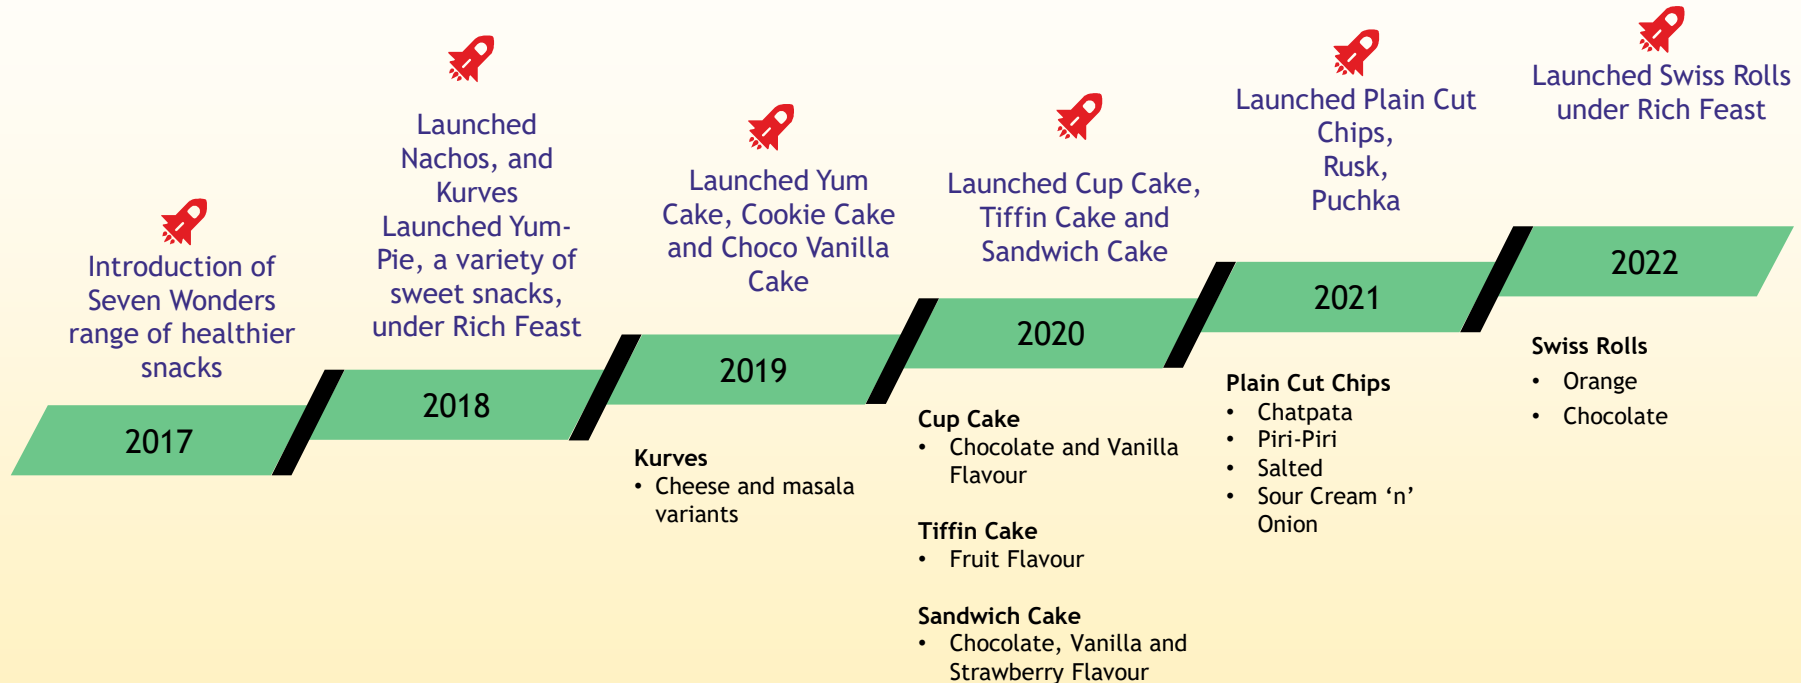 Introduction of
Seven Wonders
range of healthier
snacks
2017
Launched
Nachos, and
Kurves
Launched Yum-
Pie, a variety of
sweet snacks,
under Rich Feast
2018
Launched Yum
Cake, Cookie Cake
and Choco Vanilla
Cake
2019
Kurves
• Cheese and masala
variants
Launched Cup Cake,
Tiffin Cake and
Sandwich Cake
2020
Cup Cake
• Chocolate and Vanilla
Flavour
Tiffin Cake
• Fruit Flavour
Sandwich Cake
• Chocolate, Vanilla and
Strawberry Flavour
Launched Plain Cut
Chips,
Rusk,
Puchka
2021
Plain Cut Chips
• Chatpata
• Piri-Piri
• Salted
• Sour Cream ‘n’
Onion
Launched Swiss Rolls
under Rich Feast
2022
Swiss Rolls
• Orange
• Chocolate